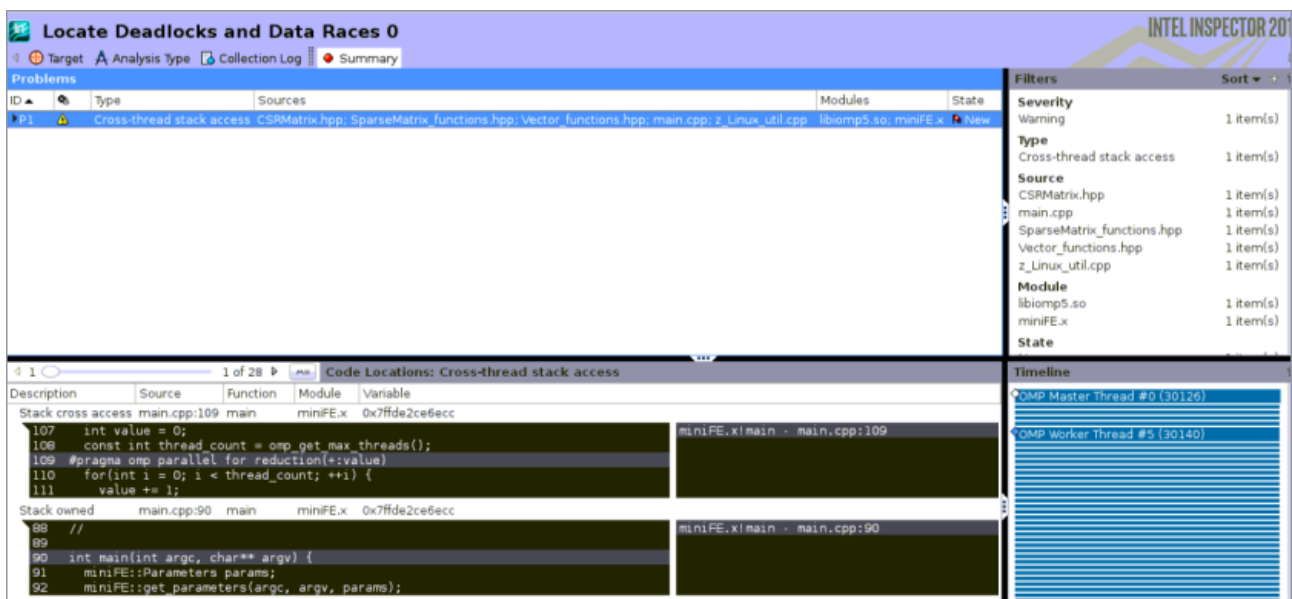 Locate Deadlocks and Data Races 0
INTEL INSPECTOR 201
Target Analysis Type Collection Log Summary
Problems
ID Type Sources Modules State
P1 Cross-thread stack access CSRMatrix.hpp; SparseMatrix_functions.hpp; Vector_functions.hpp; main.cpp; z_Linux_util.cpp libiomp5.so; miniFE.x New
Filters Sort
Severity
Warning 1 item(s)
Type
Cross-thread stack access 1 item(s)
Source
CSRMatrix.hpp 1 item(s)
main.cpp 1 item(s)
SparseMatrix_functions.hpp 1 item(s)
Vector_functions.hpp 1 item(s)
z_Linux_util.cpp 1 item(s)
Module
libiomp5.so 1 item(s)
miniFE.x 1 item(s)
State
1 1 of 28 All Code Locations: Cross-thread stack access
Description Source Function Module Variable
Stack cross access main.cpp:109 main miniFE.x 0x7ffde2ce6ecc
107 int value = 0;
108 const int thread_count = omp_get_max_threads();
109 #pragma omp parallel for reduction(+:value)
110 for(int i = 0; i < thread_count; ++i) {
111 value += 1;
miniFE.x!main - main.cpp:109
Stack owned main.cpp:90 main miniFE.x 0x7ffde2ce6ecc
88 //
89
90 int main(int argc, char** argv) {
91 miniFE::Parameters params;
92 miniFE::get_parameters(argc, argv, params);
miniFE.x!main - main.cpp:90
Timeline
OMP Master Thread #0 (30126)
OMP Worker Thread #5 (30140)